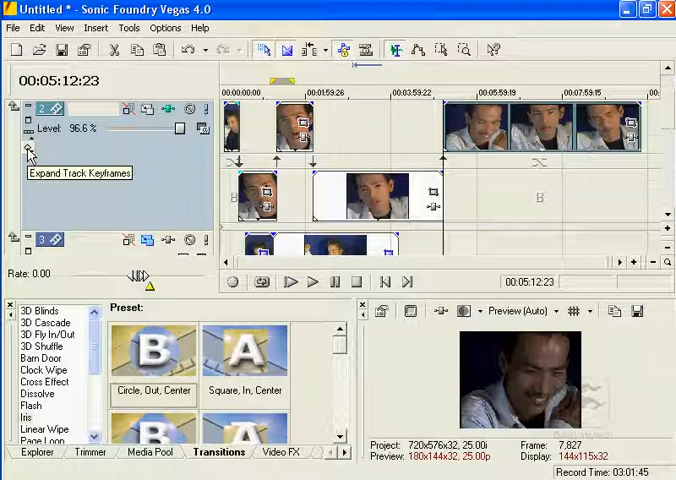 Untitled * - Sonic Foundry Vegas 4.0
File Edit View Insert Tools Options Help
00:05:12:23
00:00:00:00 00:01:59:26 00:03:59:22 00:05:59:19 00:07:59:15 00:
2
Level: 96.6 %
Expand Track Keyframes
B
B
3
Rate: 0.00
00:05:12:23
3D Blinds
3D Cascade
3D Fly In/Out
3D Shuffle
Barn Door
Clock Wipe
Cross Effect
Dissolve
Flash
Iris
Linear Wipe
Page Loop
Preset:
B
A
Circle, Out, Center
Square, In, Center
Preview (Auto)
Explorer Trimmer Media Pool Transitions Video FX
Project: 720x576x32, 25.00i
Preview: 180x144x32, 25.00p
Frame: 7,827
Display: 144x115x32
Record Time: 03:01:45